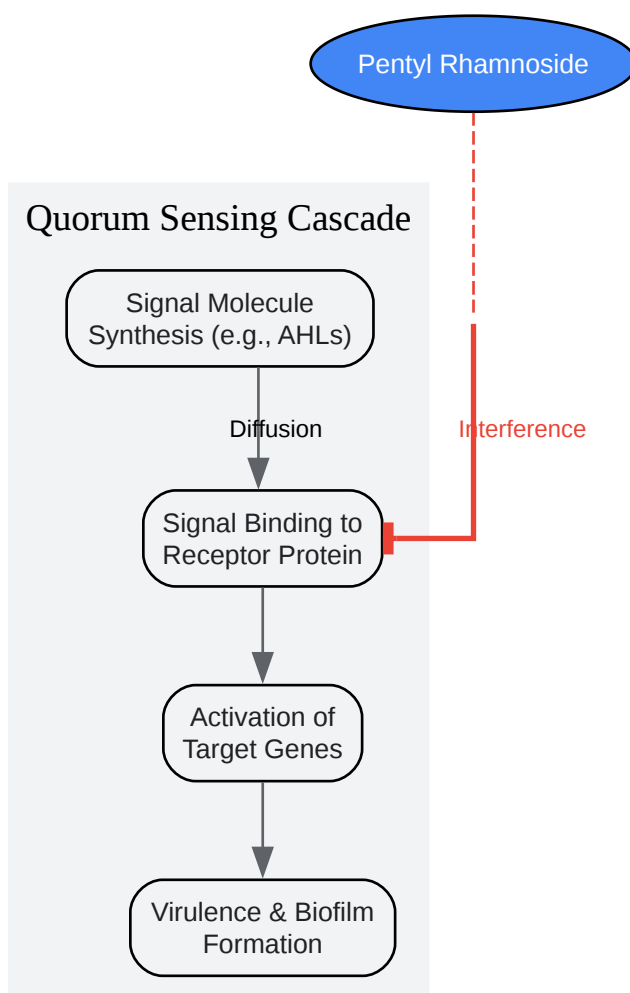 Pentyl Rhamnoside
Quorum Sensing Cascade
Signal Molecule
Synthesis (e.g., AHLs)
Diffusion
Interference
Signal Binding to
Receptor Protein
Activation of
Target Genes
Virulence & Biofilm
Formation